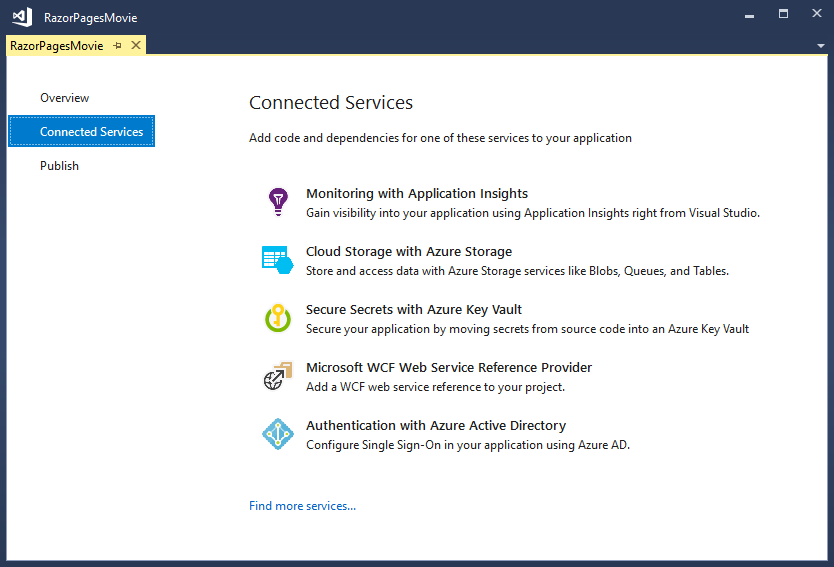 RazorPagesMovie
RazorPagesMovie
Overview
Connected Services
Publish
Connected Services
Add code and dependencies for one of these services to your application
Monitoring with Application Insights
Gain visibility into your application using Application Insights right from Visual Studio.
Cloud Storage with Azure Storage
Store and access data with Azure Storage services like Blobs, Queues, and Tables.
Secure Secrets with Azure Key Vault
Secure your application by moving secrets from source code into an Azure Key Vault
Microsoft WCF Web Service Reference Provider
Add a WCF web service reference to your project.
Authentication with Azure Active Directory
Configure Single Sign-On in your application using Azure AD.
Find more services...